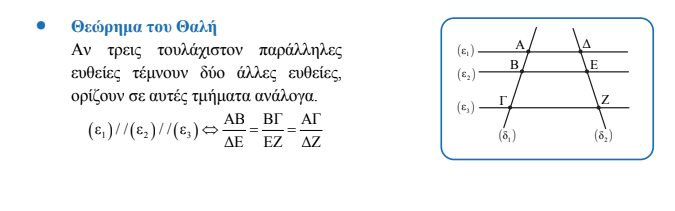 • Θεώρημα του Θαλή
Αν τρεις τουλάχιστον παράλληλες
ευθείες τέμνουν δύο άλλες ευθείες,
ορίζουν σε αυτές τμήματα ανάλογα.
(ε₁)//(ε₂)//(ε₃)⇔ΑΒ/ΔΕ=ΒΓ/ΕΖ=ΑΓ/ΔΖ
(ε₁) Α Δ
(ε₂) Β Ε
(ε₃) Γ Ζ
(δ₁) (δ₂)